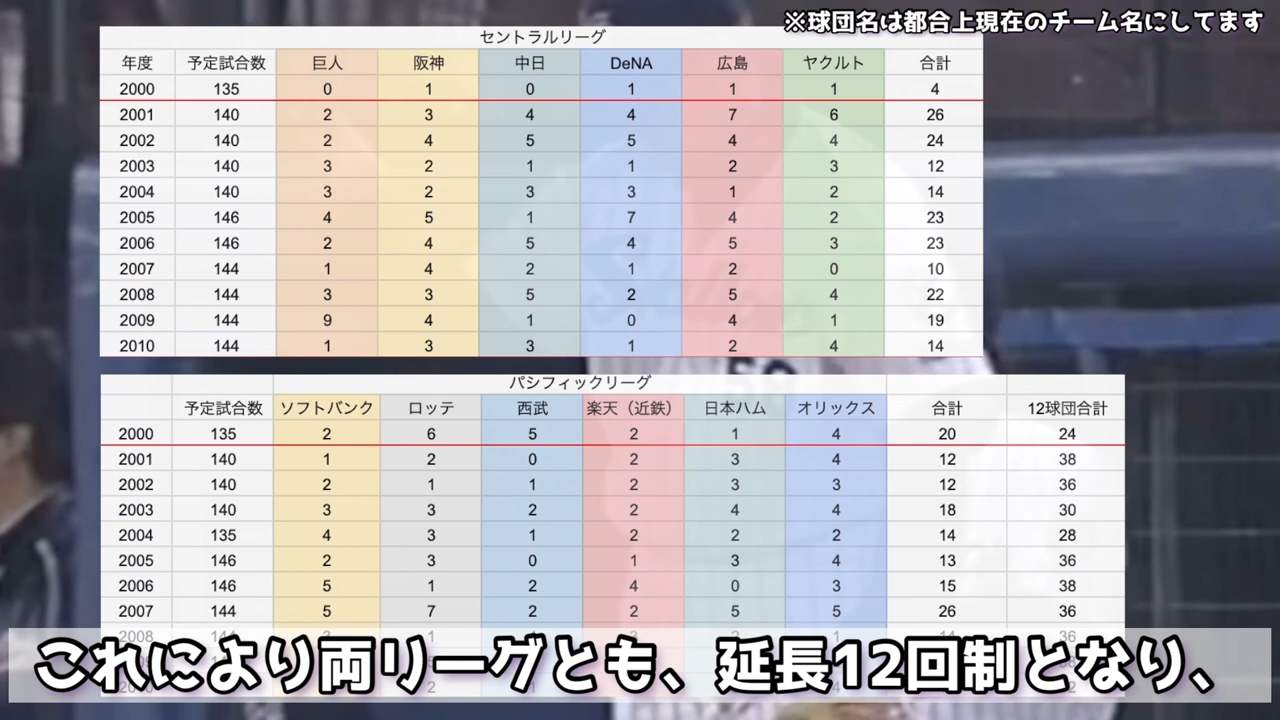 ※球団名は都合上現在のチーム名にしてます
セントラルリーグ
年度 予定試合数 巨人 阪神 中日 DeNA 広島 ヤクルト 合計
2000 135 0 1 0 1 1 1 4
2001 140 2 3 4 4 7 6 26
2002 140 2 4 5 5 4 4 24
2003 140 3 2 1 1 2 3 12
2004 140 3 2 3 3 1 2 14
2005 146 4 5 1 7 4 2 23
2006 146 2 4 5 4 5 3 23
2007 144 1 4 2 1 2 0 10
2008 144 3 3 5 2 5 4 22
2009 144 9 4 1 0 4 1 19
2010 144 1 3 3 1 2 4 14
パシフィックリーグ
予定試合数 ソフトバンク ロッテ 西武 楽天（近鉄） 日本ハム オリックス 合計 12球団合計
2000 135 2 6 5 2 1 4 20 24
2001 140 1 2 0 2 3 4 12 38
2002 140 2 1 1 2 3 3 12 36
2003 140 3 3 2 2 4 4 18 30
2004 135 4 3 1 2 2 2 14 28
2005 146 2 3 0 1 3 4 13 36
2006 146 5 1 2 4 0 3 15 38
2007 144 5 7 2 2 5 5 26 36
2008 1 1 36
これにより両リーグとも、延長12回制となり、